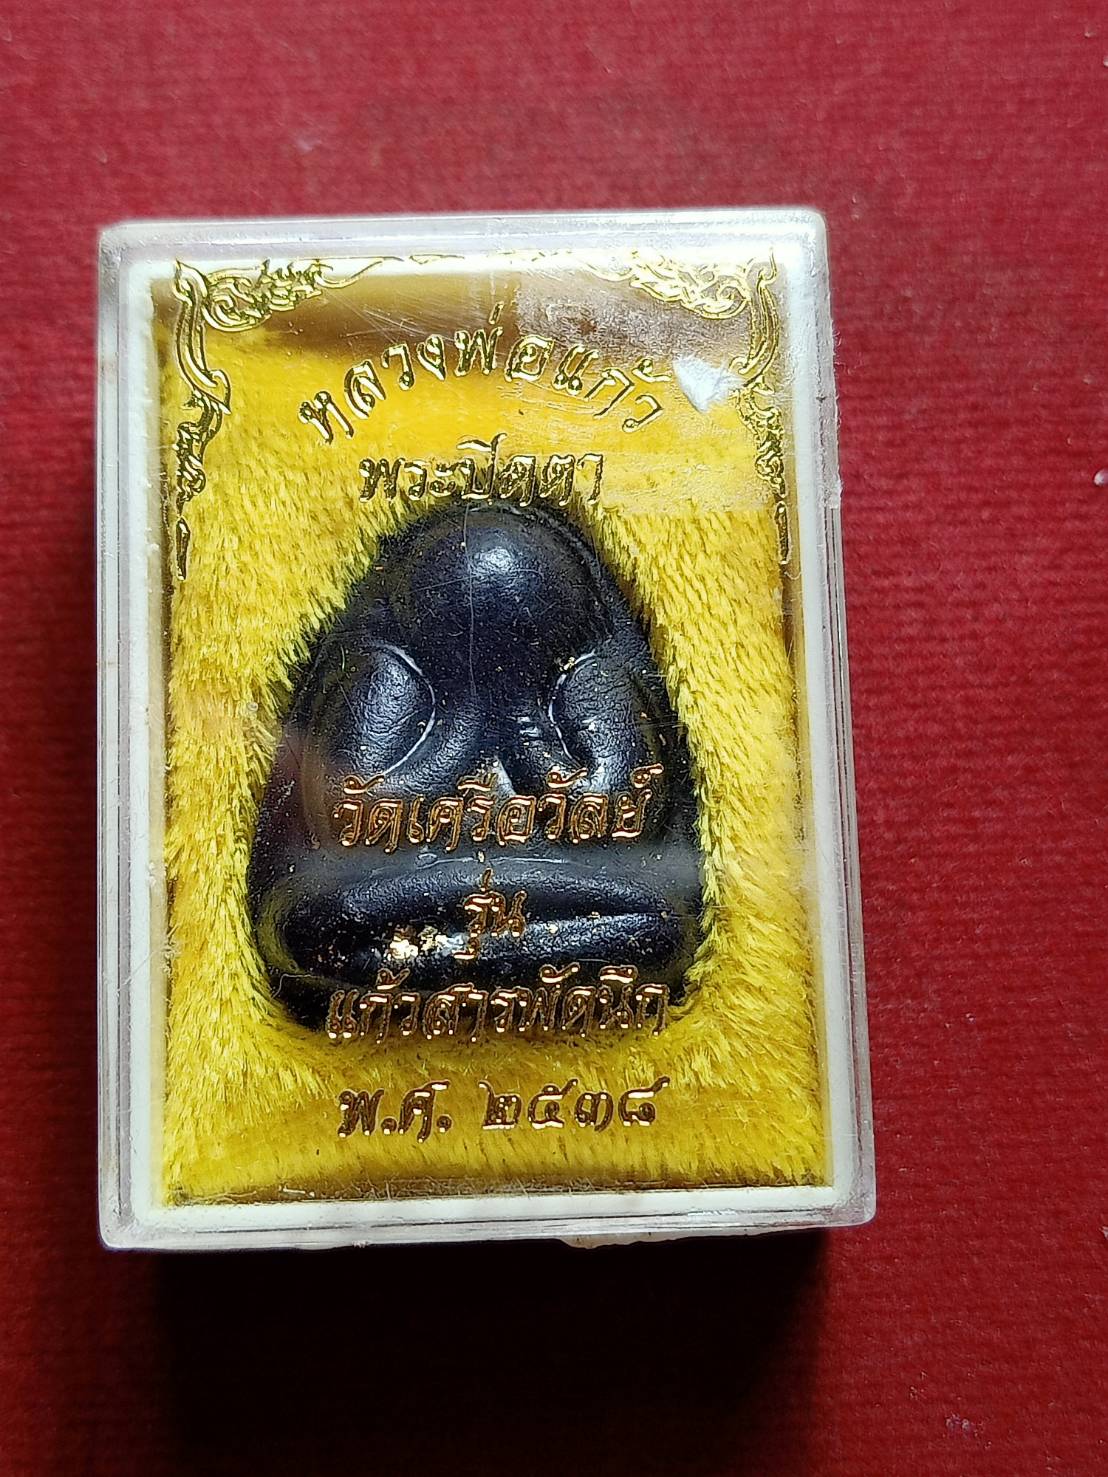 หลวงพ่อแก้ว
พระปิดตา
วัดเครือวัลย์
รุ่น
แก้วสารพัดนึก
พ.ศ. ๒๕๓๘